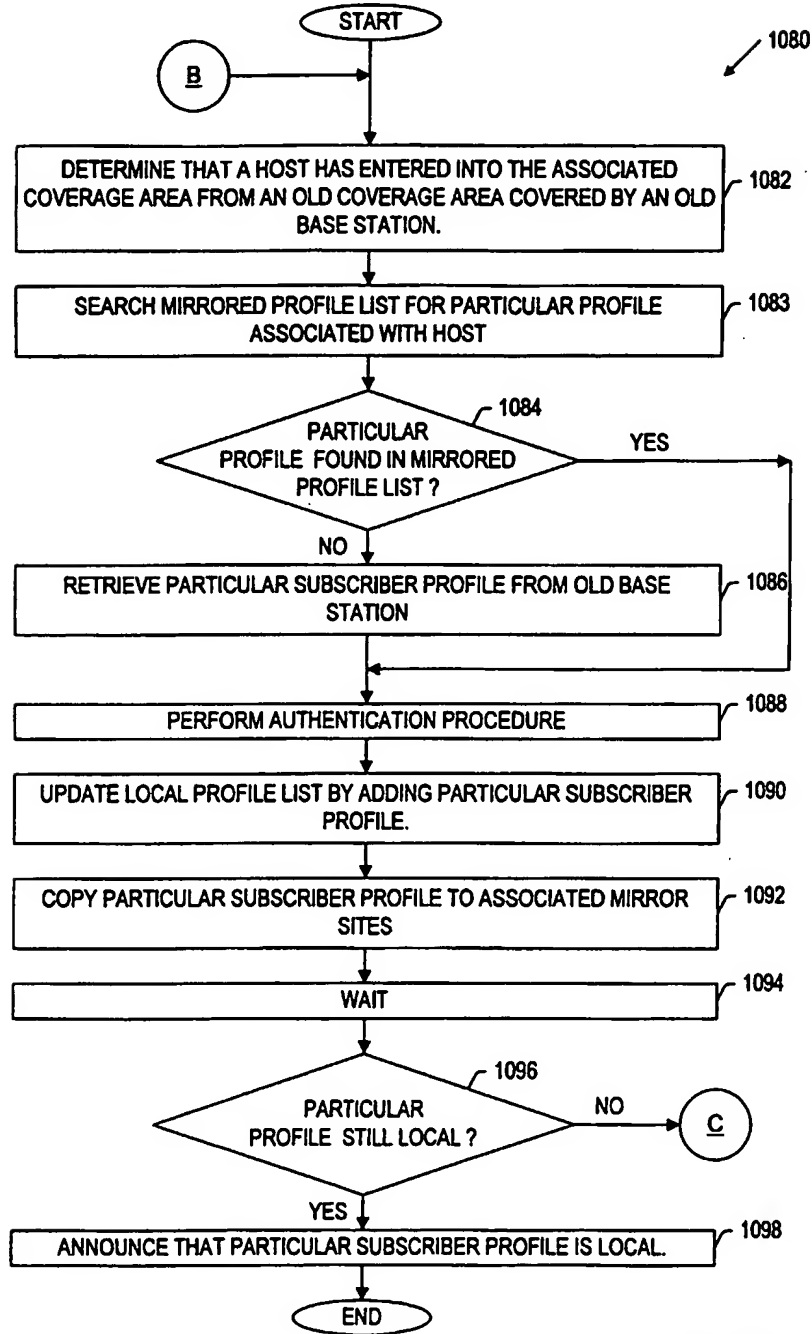 START
B
1080
DETERMINE THAT A HOST HAS ENTERED INTO THE ASSOCIATED
COVERAGE AREA FROM AN OLD COVERAGE AREA COVERED BY AN OLD
BASE STATION.
1082
SEARCH MIRRORED PROFILE LIST FOR PARTICULAR PROFILE
ASSOCIATED WITH HOST
1083
1084
PARTICULAR
PROFILE FOUND IN MIRRORED
PROFILE LIST ?
YES
NO
RETRIEVE PARTICULAR SUBSCRIBER PROFILE FROM OLD BASE
STATION
1086
PERFORM AUTHENTICATION PROCEDURE
1088
UPDATE LOCAL PROFILE LIST BY ADDING PARTICULAR SUBSCRIBER
PROFILE.
1090
COPY PARTICULAR SUBSCRIBER PROFILE TO ASSOCIATED MIRROR
SITES
1092
WAIT
1094
1096
PARTICULAR
PROFILE STILL LOCAL ?
NO
C
YES
ANNOUNCE THAT PARTICULAR SUBSCRIBER PROFILE IS LOCAL.
1098
END